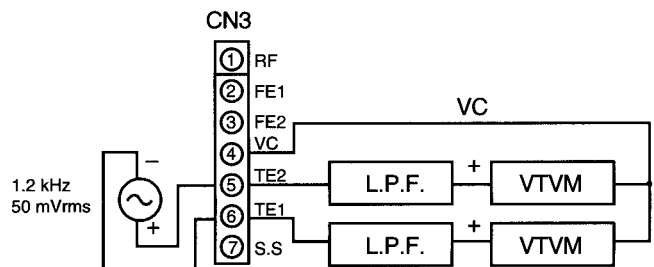 CN3
1 RF
2 FE1
3 FE2
4 VC
5 TE2
6 TE1
7 S.S
VC
1.2 kHz
50 mVrms
−
+
L.P.F. + VTVM
L.P.F. + VTVM